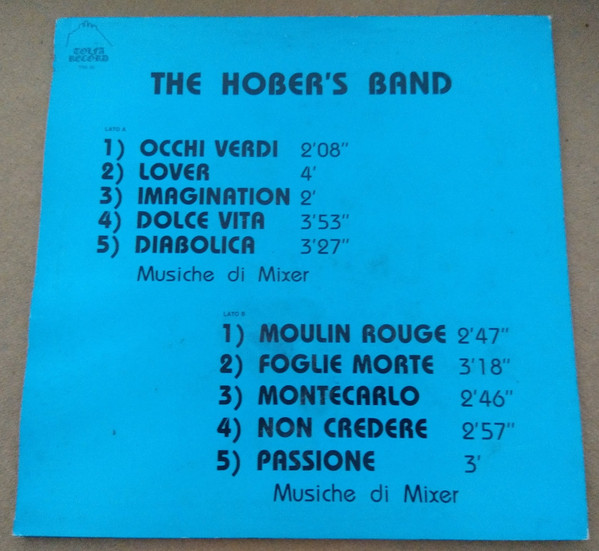 TOLFA
RECORD
THE HOBER'S BAND
LATO A
1) OCCHI VERDI 2'08"
2) LOVER 4'
3) IMAGINATION 2'
4) DOLCE VITA 3'53"
5) DIABOLICA 3'27"
Musiche di Mixer
LATO B
1) MOULIN ROUGE 2'47"
2) FOGLIE MORTE 3'18"
3) MONTECARLO 2'46"
4) NON CREDERE 2'57"
5) PASSIONE 3'
Musiche di Mixer